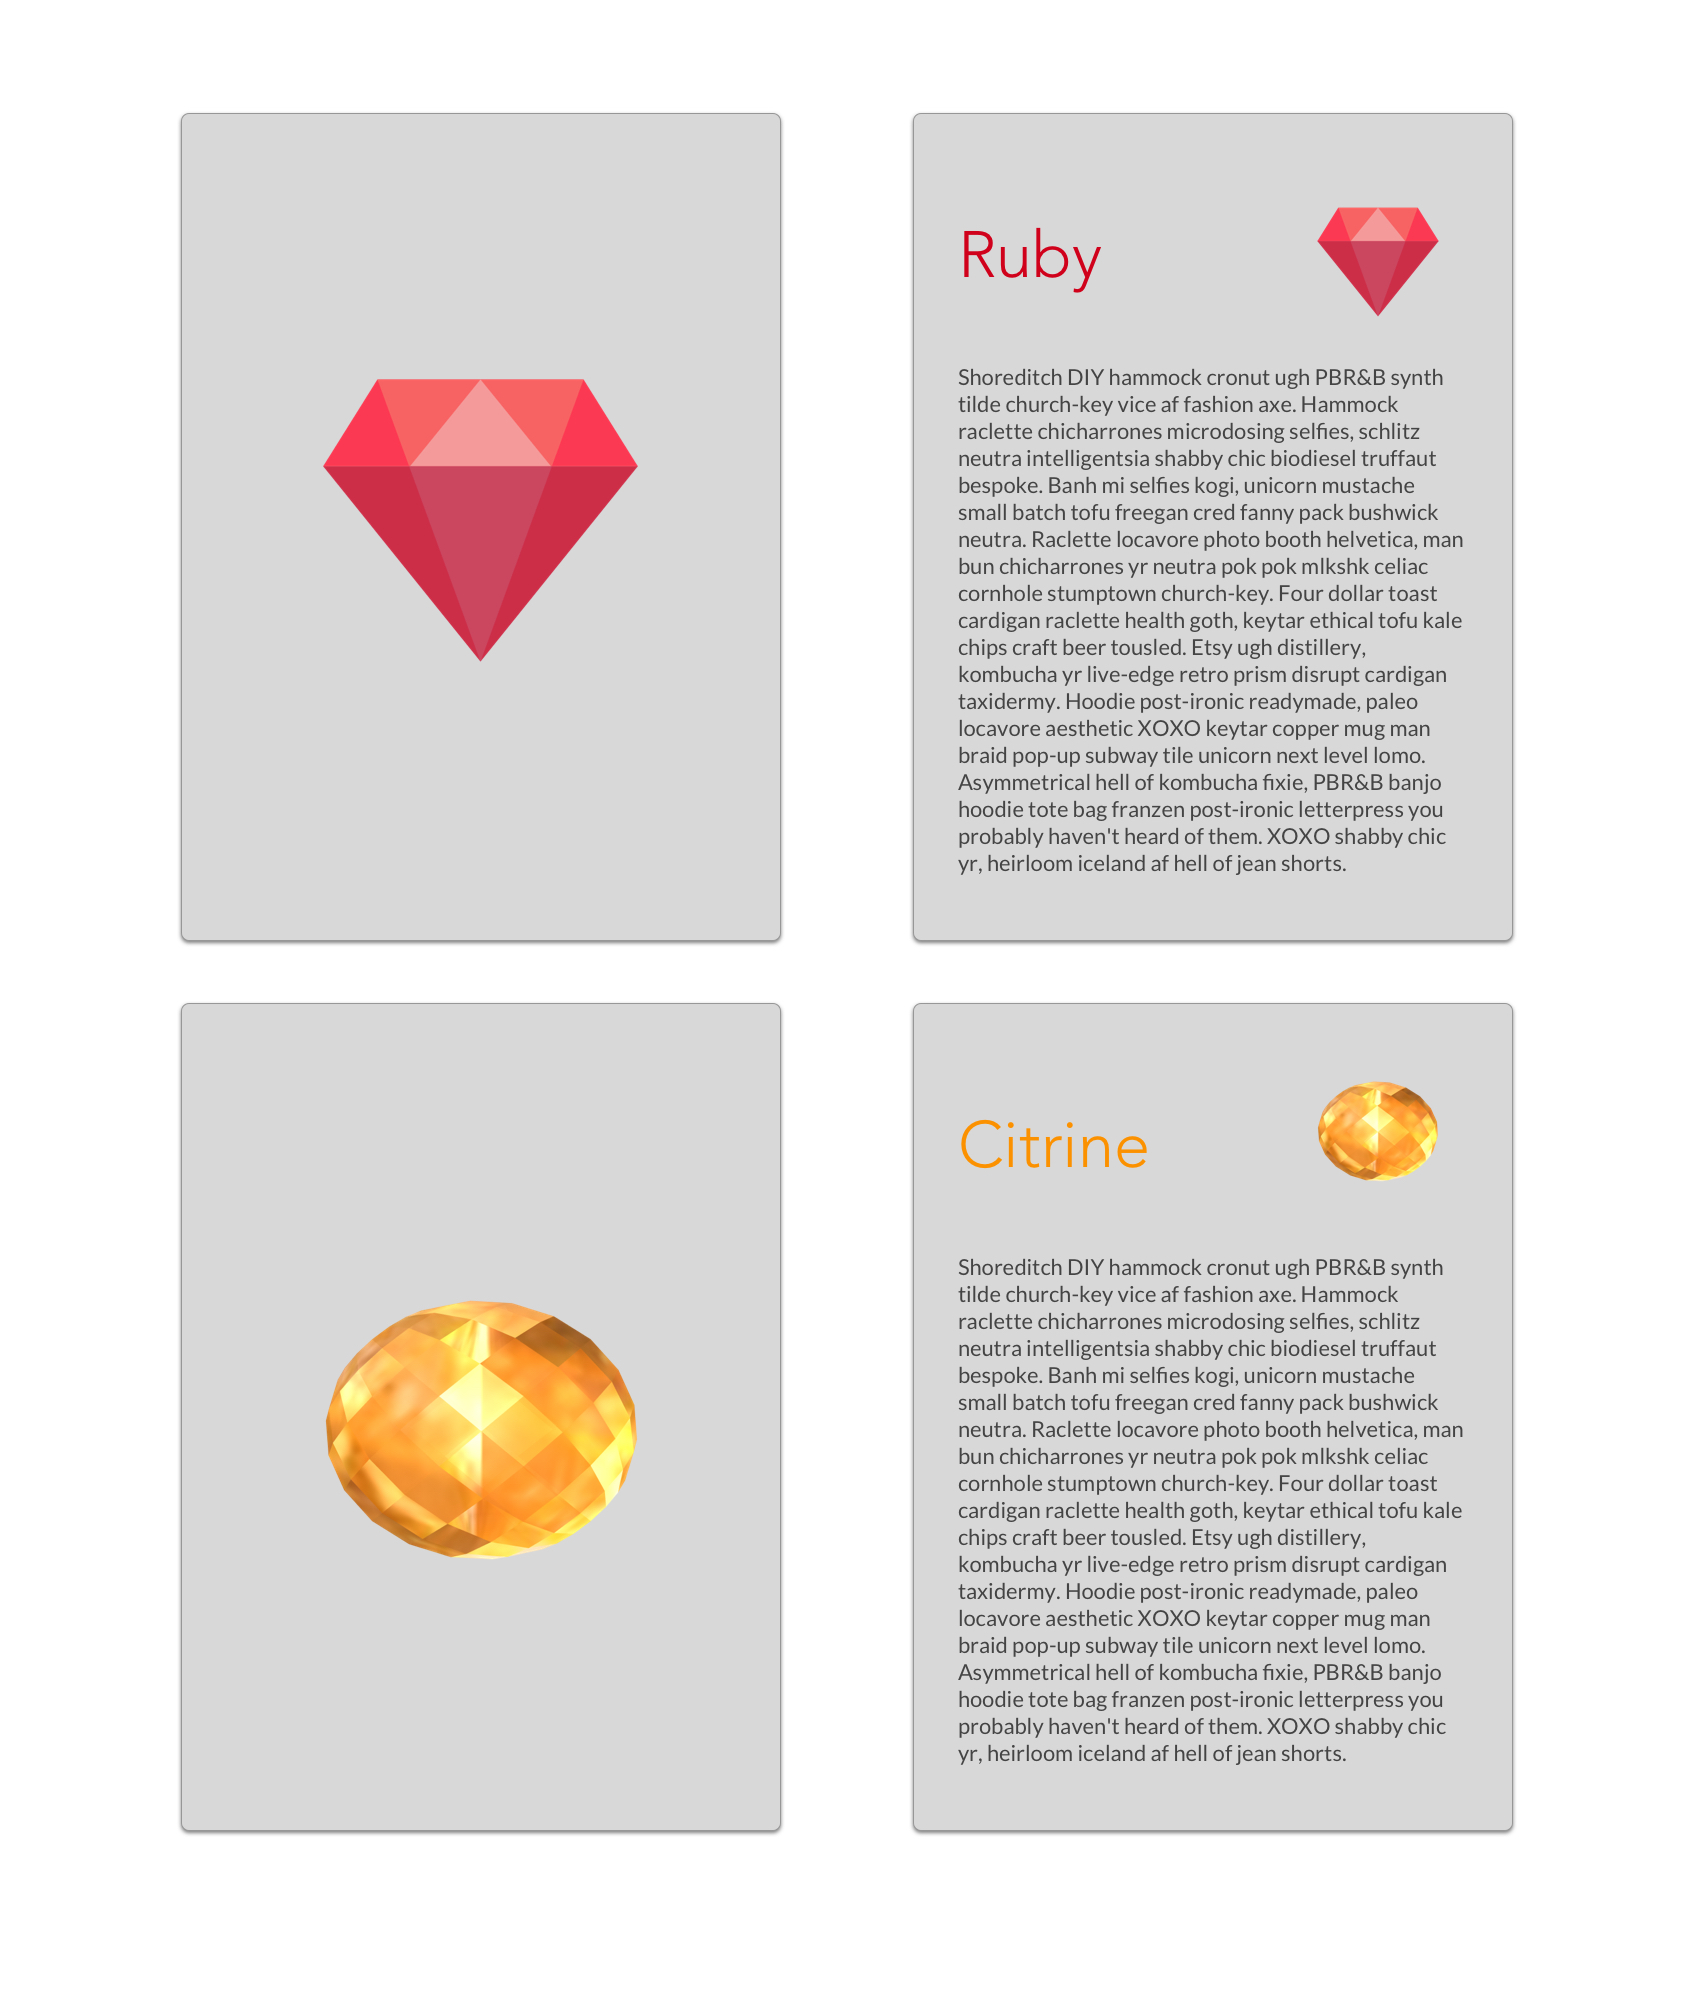 Ruby
Shoreditch DIY hammock cronut ugh PBR&B synth
tilde church-key vice af fashion axe. Hammock
raclette chicharrones microdosing selfies, schlitz
neutra intelligentsia shabby chic biodiesel truffaut
bespoke. Banh mi selfies kogi, unicorn mustache
small batch tofu freegan cred fanny pack bushwick
neutra. Raclette locavore photo booth helvetica, man
bun chicharrones yr neutra pok pok mlkshk celiac
cornhole stumptown church-key. Four dollar toast
cardigan raclette health goth, keytar ethical tofu kale
chips craft beer tousled. Etsy ugh distillery,
kombucha yr live-edge retro prism disrupt cardigan
taxidermy. Hoodie post-ironic readymade, paleo
locavore aesthetic XOXO keytar copper mug man
braid pop-up subway tile unicorn next level lomo.
Asymmetrical hell of kombucha fixie, PBR&B banjo
hoodie tote bag franzen post-ironic letterpress you
probably haven't heard of them. XOXO shabby chic
yr, heirloom iceland af hell of jean shorts.
Citrine
Shoreditch DIY hammock cronut ugh PBR&B synth
tilde church-key vice af fashion axe. Hammock
raclette chicharrones microdosing selfies, schlitz
neutra intelligentsia shabby chic biodiesel truffaut
bespoke. Banh mi selfies kogi, unicorn mustache
small batch tofu freegan cred fanny pack bushwick
neutra. Raclette locavore photo booth helvetica, man
bun chicharrones yr neutra pok pok mlkshk celiac
cornhole stumptown church-key. Four dollar toast
cardigan raclette health goth, keytar ethical tofu kale
chips craft beer tousled. Etsy ugh distillery,
kombucha yr live-edge retro prism disrupt cardigan
taxidermy. Hoodie post-ironic readymade, paleo
locavore aesthetic XOXO keytar copper mug man
braid pop-up subway tile unicorn next level lomo.
Asymmetrical hell of kombucha fixie, PBR&B banjo
hoodie tote bag franzen post-ironic letterpress you
probably haven't heard of them. XOXO shabby chic
yr, heirloom iceland af hell of jean shorts.